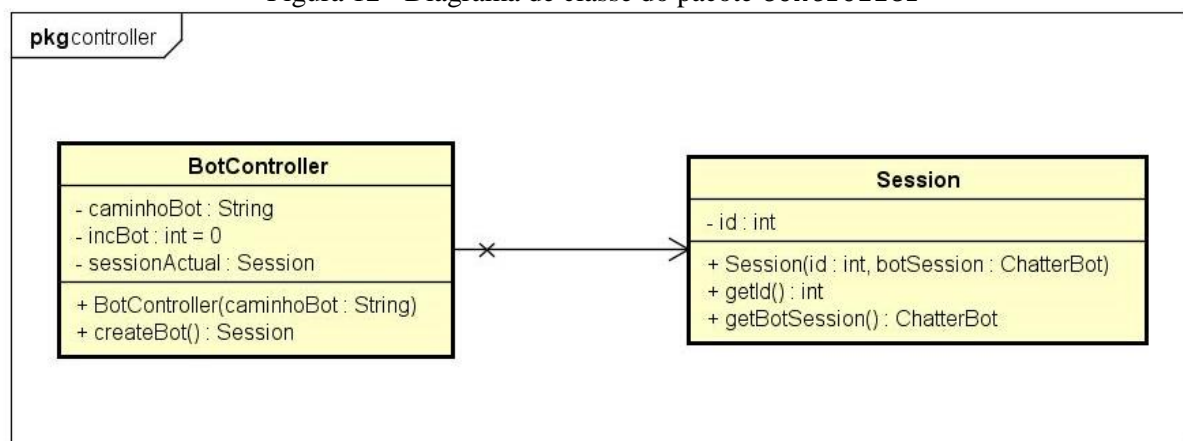 pkg controller
BotController
- caminhoBot : String
- incBot : int = 0
- sessionActual : Session
+ BotController(caminhoBot : String)
+ createBot() : Session
Session
- id : int
+ Session(id : int, botSession : ChatterBot)
+ getId() : int
+ getBotSession() : ChatterBot